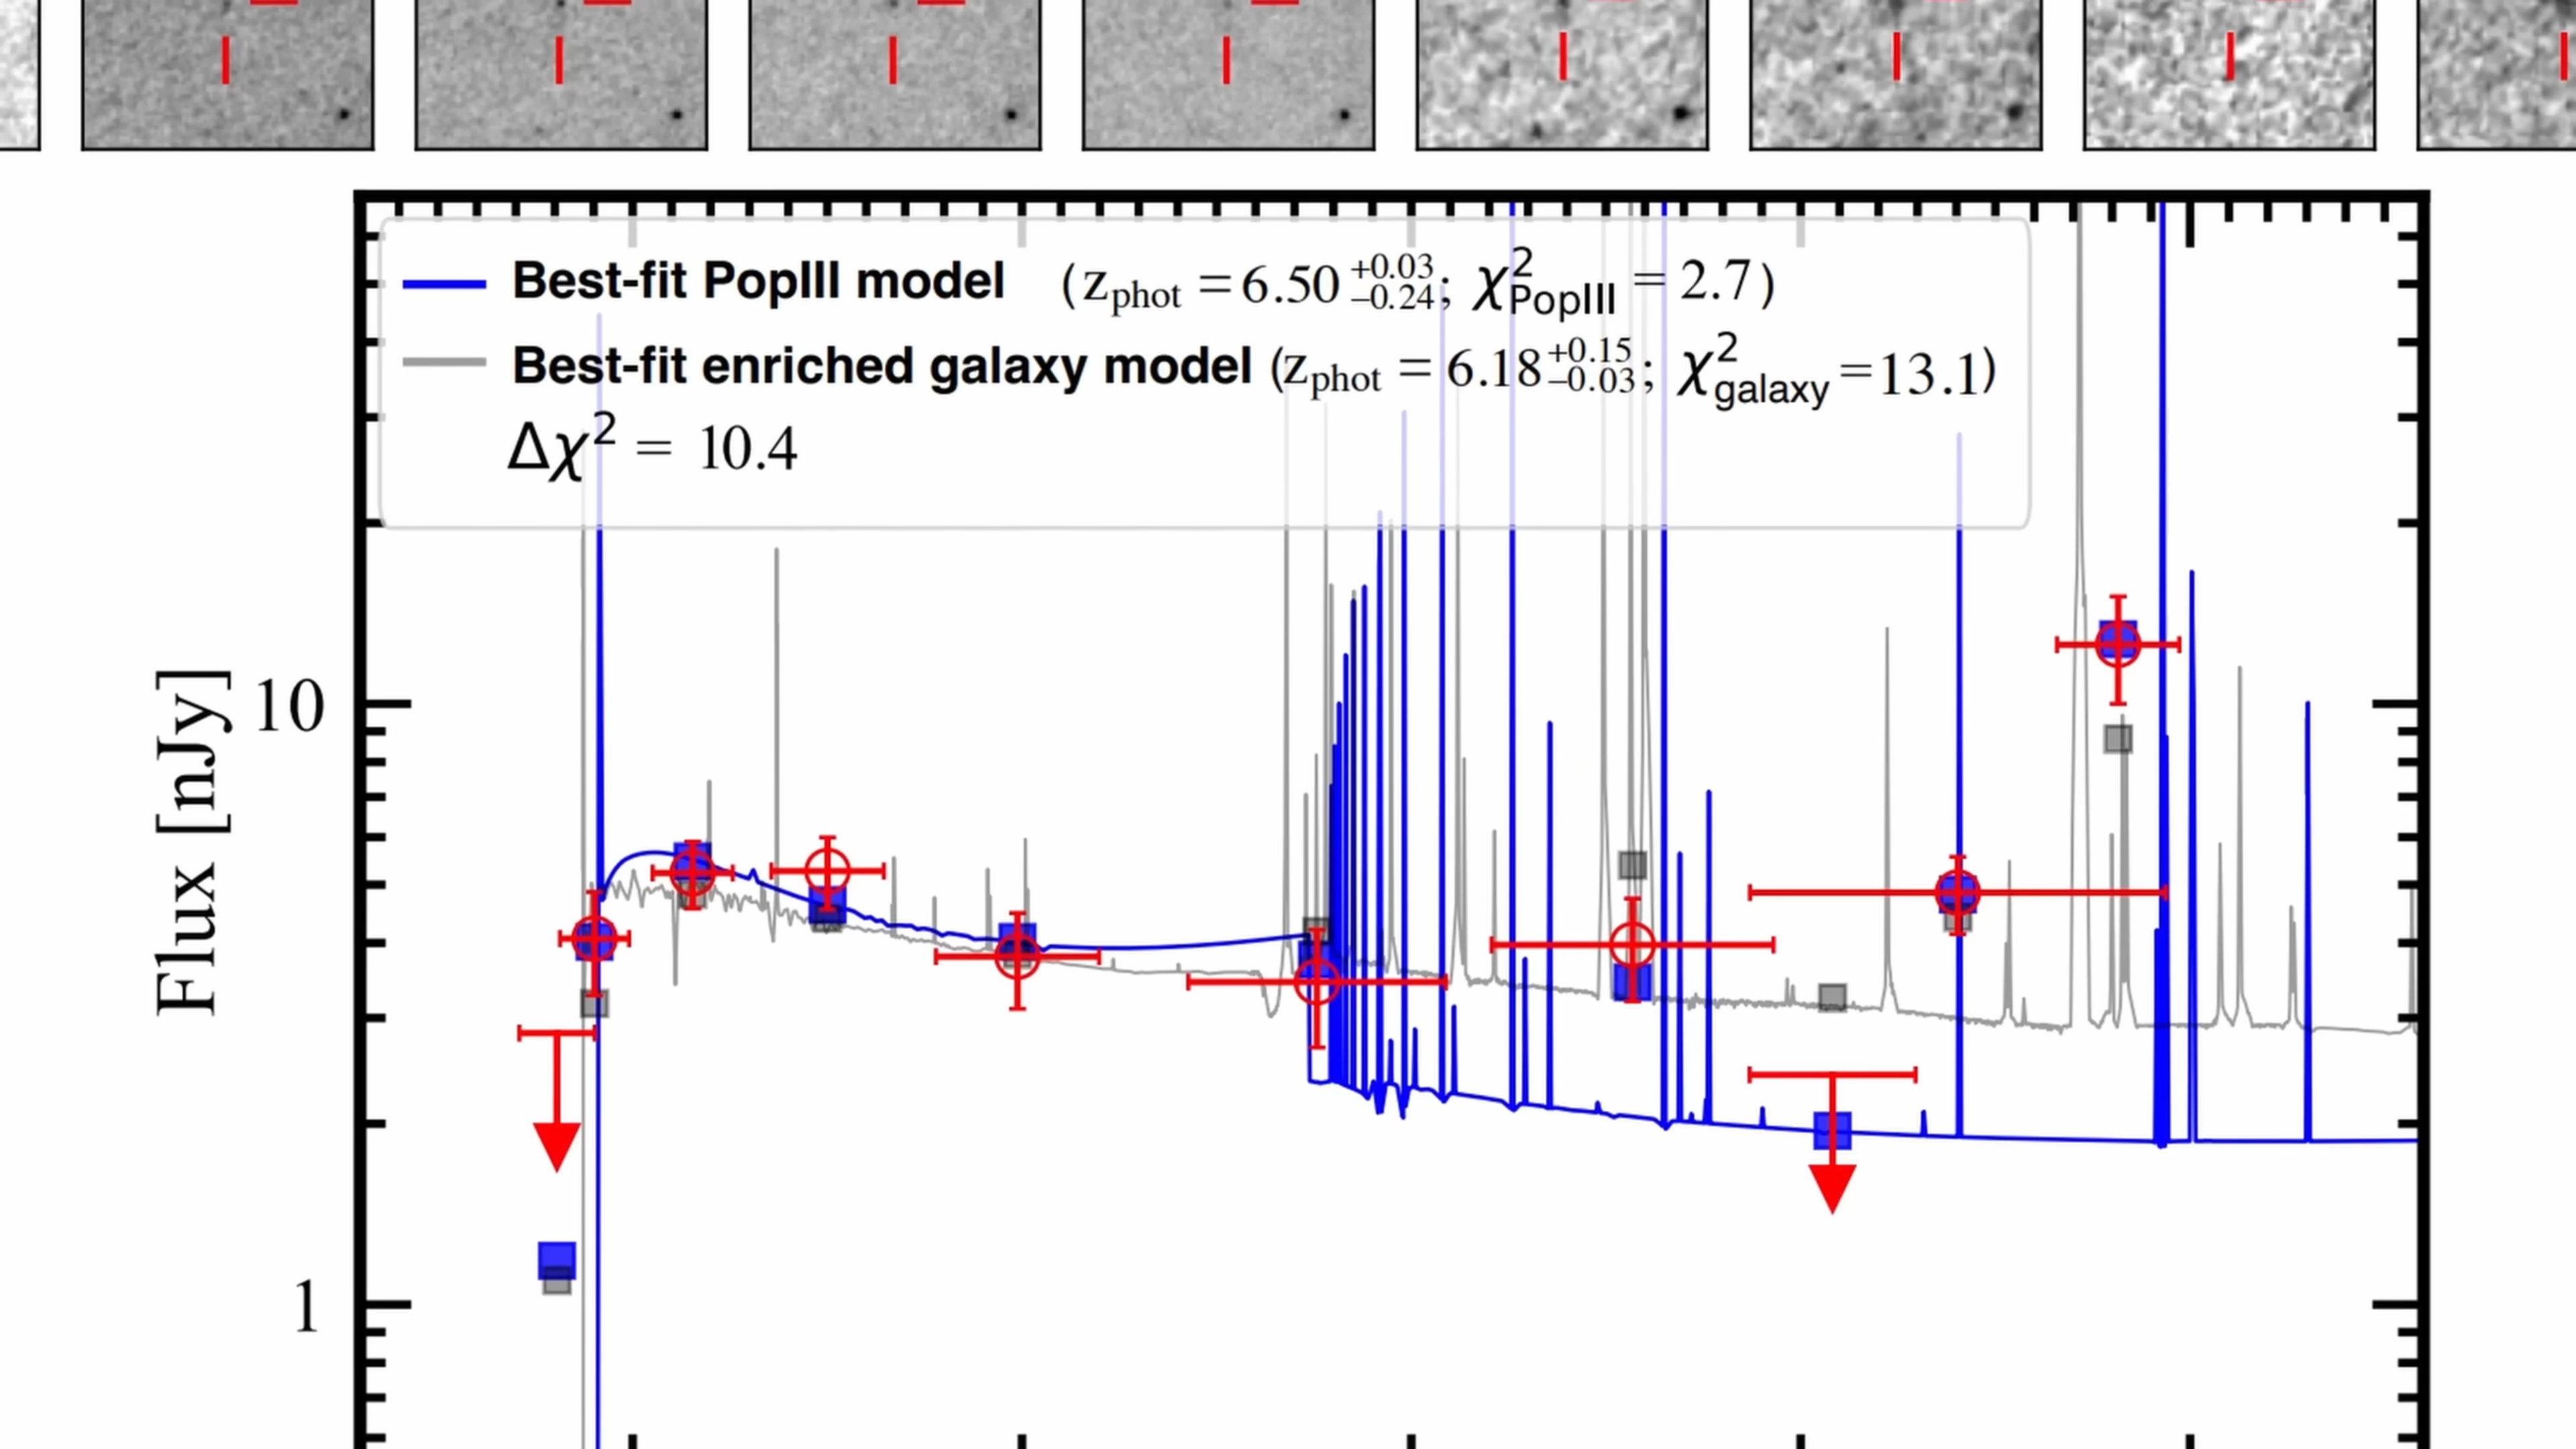 Best-fit PopIII model (z_phot = 6.50 +0.03 −0.24; χ²_PopIII = 2.7)
Best-fit enriched galaxy model (z_phot = 6.18 +0.15 −0.03; χ²_galaxy = 13.1)
Δχ² = 10.4
Flux [nJy]
10
1